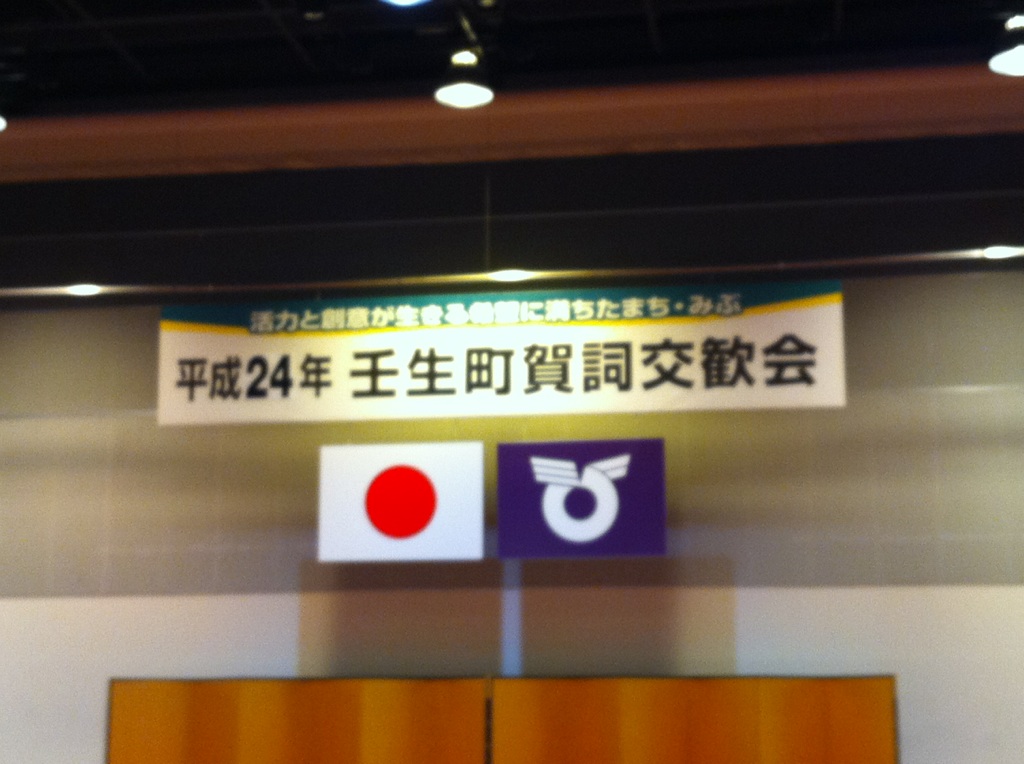 活力と創意が生きる希望に満ちたまち・みぶ
平成24年 壬生町賀詞交歓会